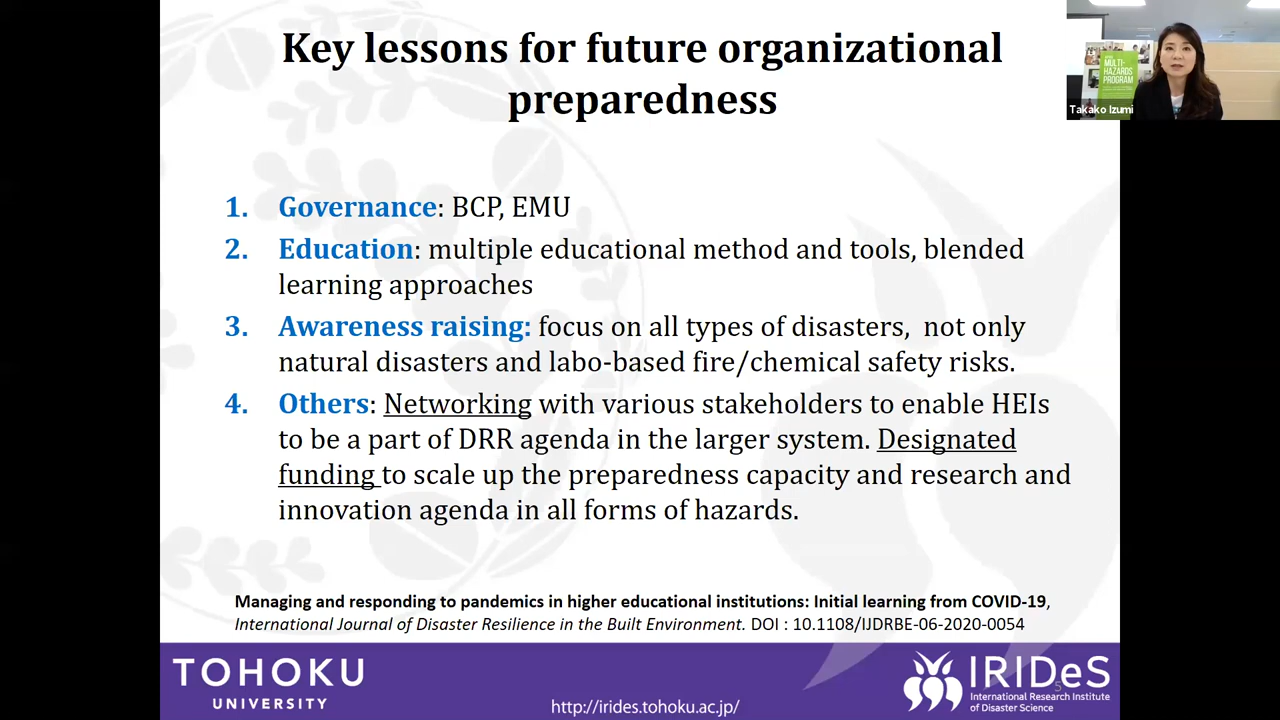 Key lessons for future organizational
preparedness
MULTI-
HAZARDS
PROGRAM
Takako Izumi
1. Governance: BCP, EMU
2. Education: multiple educational method and tools, blended
learning approaches
3. Awareness raising: focus on all types of disasters, not only
natural disasters and labo-based fire/chemical safety risks.
4. Others: Networking with various stakeholders to enable HEIs
to be a part of DRR agenda in the larger system. Designated
funding to scale up the preparedness capacity and research and
innovation agenda in all forms of hazards.
Managing and responding to pandemics in higher educational institutions: Initial learning from COVID-19,
International Journal of Disaster Resilience in the Built Environment. DOI : 10.1108/IJDRBE-06-2020-0054
TOHOKU
UNIVERSITY
http://irides.tohoku.ac.jp/
IRIDeS
5
International Research Institute
of Disaster Science